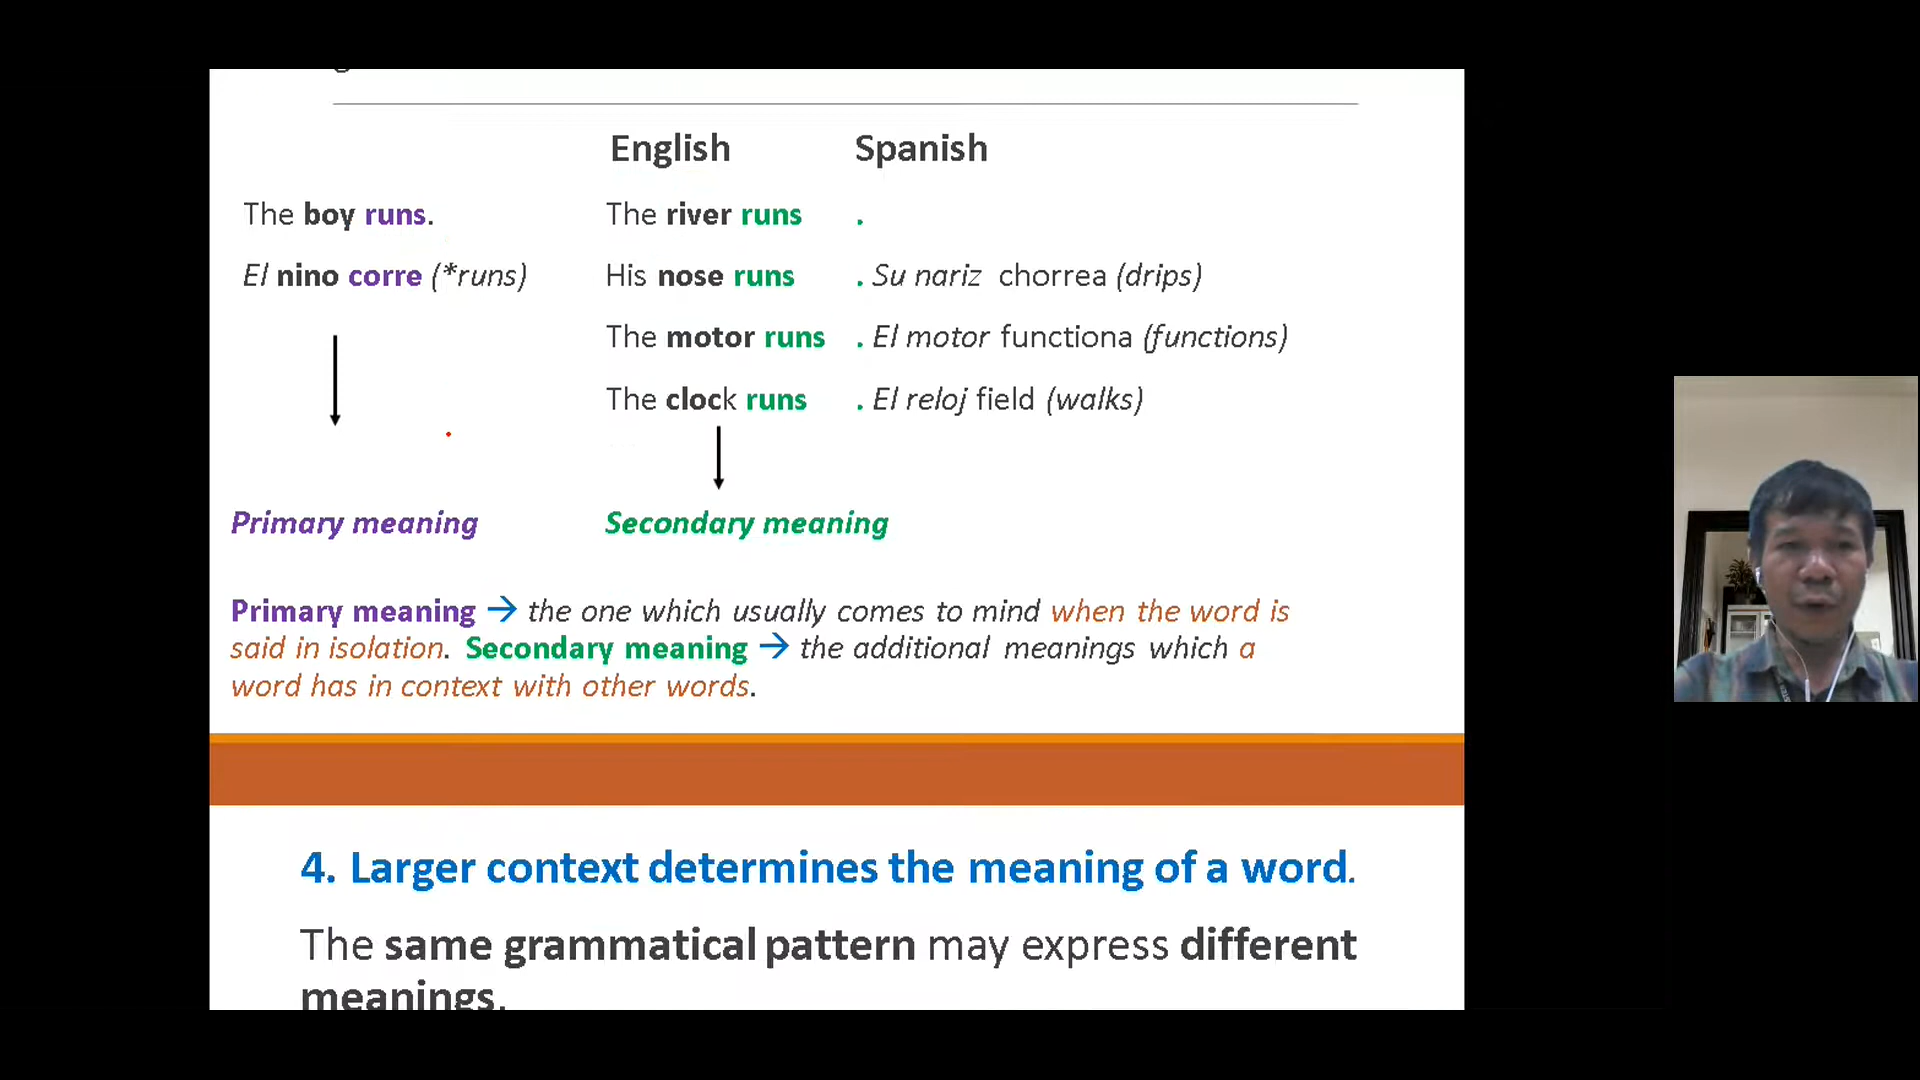 English Spanish
The boy runs. The river runs .
El nino corre (*runs) His nose runs . Su nariz chorrea (drips)
The motor runs . El motor functiona (functions)
The clock runs . El reloj field (walks)
Primary meaning Secondary meaning
Primary meaning → the one which usually comes to mind when the word is
said in isolation. Secondary meaning → the additional meanings which a
word has in context with other words.
4. Larger context determines the meaning of a word.
The same grammatical pattern may express different
meanings.